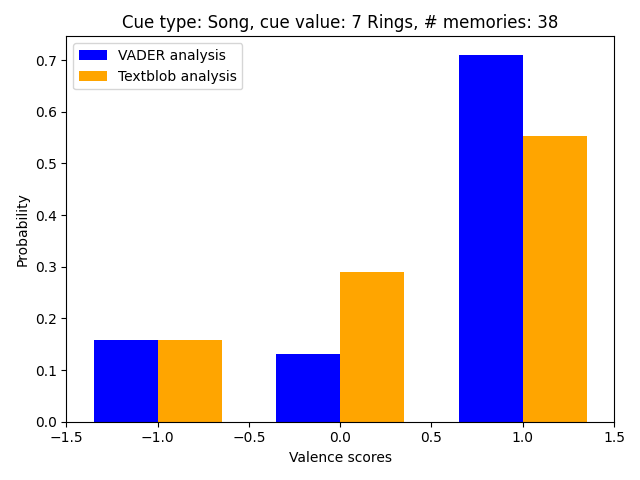 Cue type: Song, cue value: 7 Rings, # memories: 38
VADER analysis
Textblob analysis
Probability
0.7
0.6
0.5
0.4
0.3
0.2
0.1
0.0
−1.5 −1.0 −0.5 0.0 0.5 1.0 1.5
Valence scores